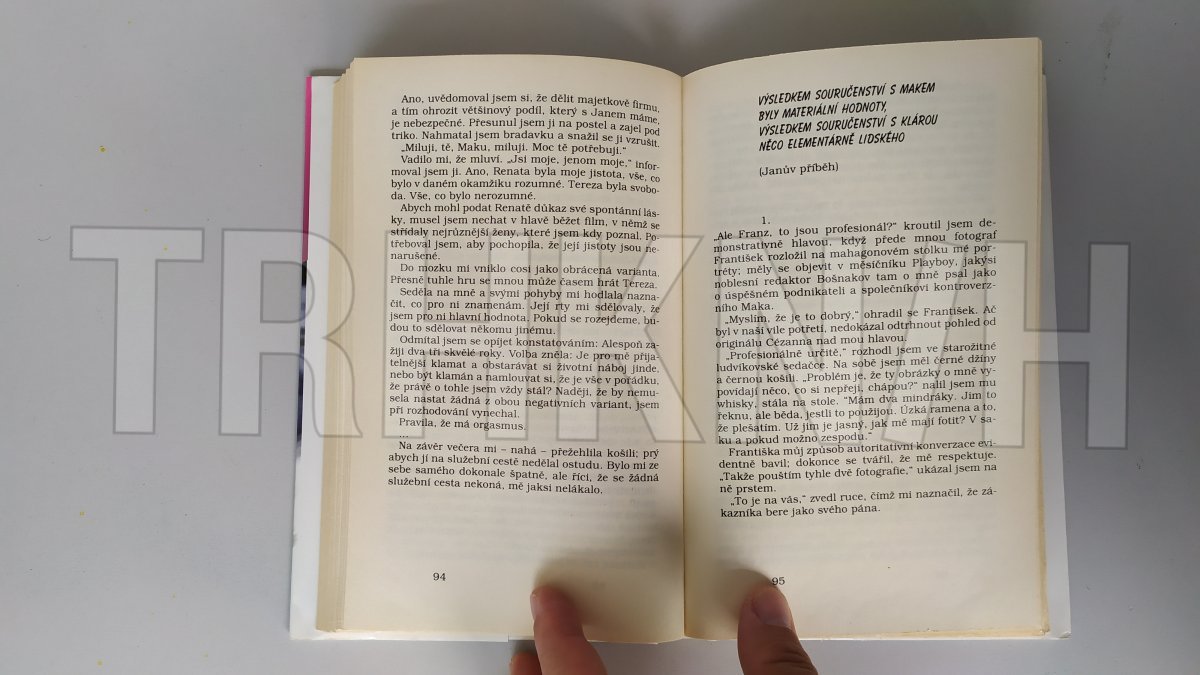 Ano, uvědomoval jsem si, že dělit majetkově firmu,
a tím ohrozit většinový podíl, který s Janem máme,
je nebezpečné. Přesunul jsem ji na postel a zajel pod
triko. Nahmatal jsem bradavku a snažil se ji vzrušit.
„Miluji, tě, Maku, miluji. Moc tě potřebuji.“
Vadilo mi, že mluví. „Jsi moje, jenom moje,“ infor-
moval jsem ji. Ano, Renata byla moje jistota, vše, co
bylo v daném okamžiku rozumné. Tereza byla svobo-
da. Vše, co bylo nerozumné.
Abych mohl podat Renatě důkaz své spontánní lás-
ky, musel jsem nechat v hlavě běžet film, v němž se
střídaly nejrůznější ženy, které jsem kdy poznal. Po-
třeboval jsem, aby pochopila, že její jistoty jsou ne-
narušené.
Do mozku mi vniklo cosi jako obrácená varianta.
Přesně tuhle hru se mnou může časem hrát Tereza.
Seděla na mně a svými pohyby mi hodlala nazna-
čit, co pro ni znamenám. Její rty mi sdělovaly, že
jsem pro ni hlavní hodnota. Pokud se rozejdeme, bu-
dou to sdělovat někomu jinému.
Odmítal jsem se opíjet konstatováním: Alespoň za-
žiji dva tři skvělé roky. Volba zněla: Je pro mě přija-
telnější klamat a obstarávat si životní náboj jinde,
nebo být klamán a namlouvat si, že je vše v pořádku,
že právě o tohle jsem vždy stál? Naději, že by nemu-
sela nastat žádná z obou negativních variant, jsem
při rozhodování vynechal.
Pravila, že má orgasmus.
...
Na závěr večera mi – nahá – přežehlila košili; prý
abych jí na služební cestě nedělal ostudu. Bylo mi ze
sebe samého dokonale špatně, ale říci, že se žádná
služební cesta nekoná, mě jaksi nelákalo.
94
VÝSLEDKEM SOURUČENSTVÍ S MAKEM
BYLY MATERIÁLNÍ HODNOTY,
VÝSLEDKEM SOURUČENSTVÍ S KLÁROU
NĚCO ELEMENTÁRNĚ LIDSKÉHO
(Janův příběh)
1.
„Ale Franz, to jsou profesionál?“ kroutil jsem de-
monstrativně hlavou, když přede mnou fotograf
František rozložil na mahagonovém stolku mé por-
tréty; měly se objevit v měsíčníku Playboy, jakýsi
noblesní redaktor Bošnakov tam o mně psal jako
o úspěšném podnikateli a společníkovi kontroverz-
ního Maka.
„Myslím, že je to dobrý,“ ohradil se František. Ač
byl v naší vile potřetí, nedokázal odtrhnout pohled od
originálu Cézanna nad mou hlavou.
„Profesionálně určitě,“ rozhodl jsem ve starožitné
ludvíkovské sedačce. Na sobě jsem měl černé džíny
a černou košili. „Problém je, že ty obrázky o mně vy-
povídají něco, co si nepřeji, chápou?“ nalil jsem mu
whisky, stála na stole. “Mám dva mindráky. Jim to
řeknu, ale běda, jestli to použijou. Úzká ramena a to,
že plešatím. Už jim je jasný, jak mě mají fotit? V sa-
ku a pokud možno zespodu.“
Františka můj způsob autoritativní konverzace evi-
dentně bavil; dokonce se tvářil, že mě respektuje.
„Takže pouštím tyhle dvě fotografie,“ ukázal jsem na
ně prstem.
„To je na vás,“ zvedl ruce, čímž mi naznačil, že zá-
kazníka bere jako svého pána.
95
TRHKNIH